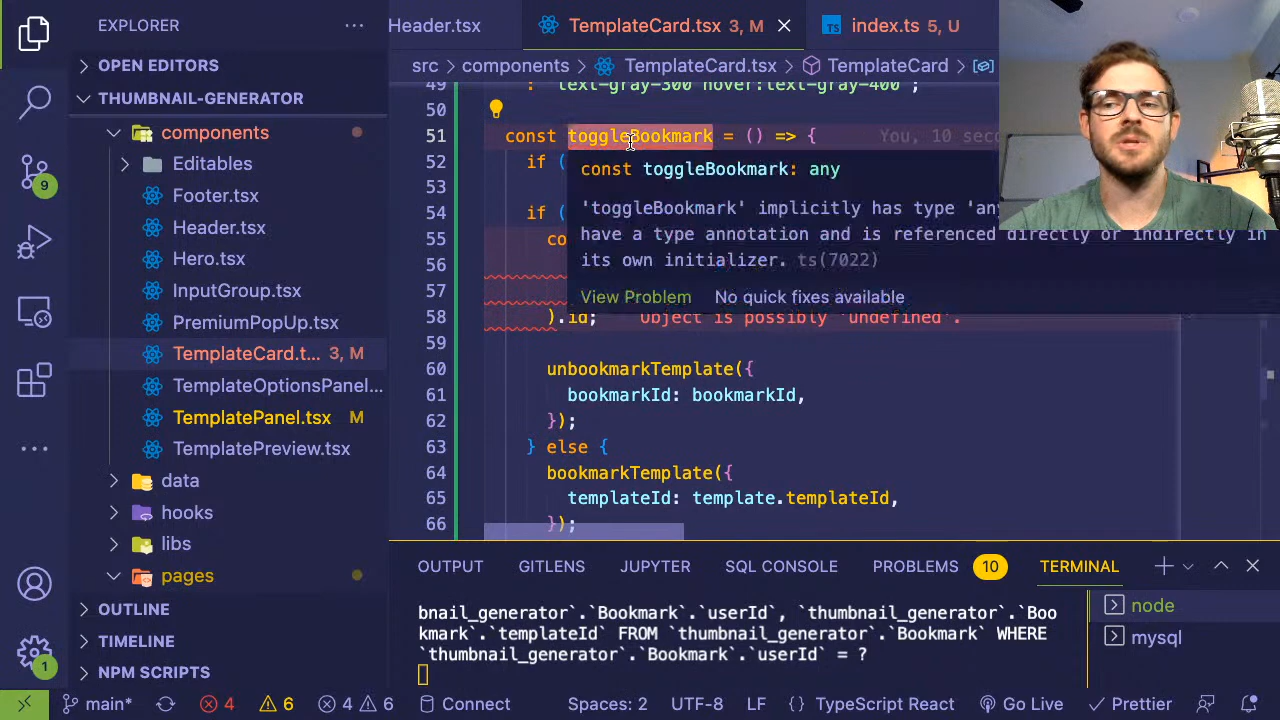 EXPLORER
Header.tsx
TemplateCard.tsx 3, M
TS index.ts 5, U
OPEN EDITORS
src components TemplateCard.tsx TemplateCard
THUMBNAIL-GENERATOR
components
Editables
Footer.tsx
Header.tsx
Hero.tsx
InputGroup.tsx
PremiumPopUp.tsx
TemplateCard.t... 3, M
TemplateOptionsPanel...
TemplatePanel.tsx M
TemplatePreview.tsx
data
hooks
libs
pages
OUTLINE
TIMELINE
NPM SCRIPTS
9
1
49 : 'text-gray-300 hover:text-gray-400';
50
51 const toggleBookmark = () => { You, 10 seco
52 if (
53
54 if (
55 co
56
57
58 ).id; Object is possibly 'undefined'.
59
60 unbookmarkTemplate({
61 bookmarkId: bookmarkId,
62 });
63 } else {
64 bookmarkTemplate({
65 templateId: template.templateId,
66 });
const toggleBookmark: any
'toggleBookmark' implicitly has type 'any
have a type annotation and is referenced directly or indirectly in
its own initializer. ts(7022)
View Problem No quick fixes available
OUTPUT GITLENS JUPYTER SQL CONSOLE PROBLEMS 10 TERMINAL
bnail_generator`.`Bookmark`.`userId`, `thumbnail_generator`.`Boo
kmark`.`templateId` FROM `thumbnail_generator`.`Bookmark` WHERE
`thumbnail_generator`.`Bookmark`.`userId` = ?
node
mysql
main* 4 6 4 6 Connect Spaces: 2 UTF-8 LF TypeScript React Go Live Prettier